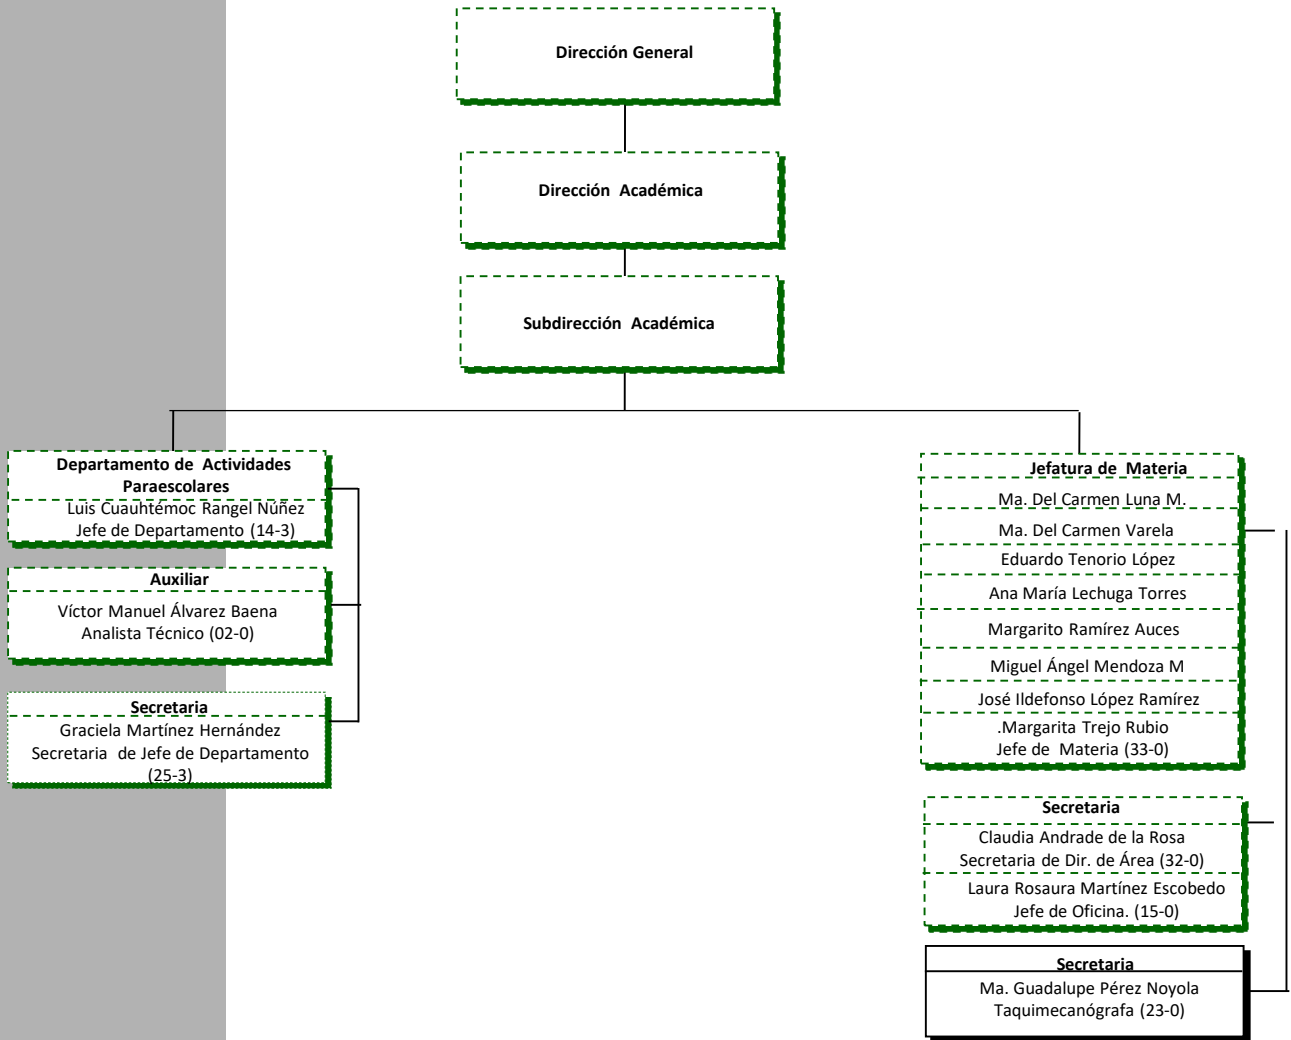 Dirección General
Dirección Académica
Subdirección Académica
Departamento de Actividades
Paraescolares
Luis Cuauhtémoc Rangel Núñez
Jefe de Departamento (14-3)
Auxiliar
Víctor Manuel Álvarez Baena
Analista Técnico (02-0)
Secretaria
Graciela Martínez Hernández
Secretaria de Jefe de Departamento
(25-3)
Jefatura de Materia
Ma. Del Carmen Luna M.
Ma. Del Carmen Varela
Eduardo Tenorio López
Ana María Lechuga Torres
Margarito Ramírez Auces
Miguel Ángel Mendoza M
José Ildefonso López Ramírez
.Margarita Trejo Rubio
Jefe de Materia (33-0)
Secretaria
Claudia Andrade de la Rosa
Secretaria de Dir. de Área (32-0)
Laura Rosaura Martínez Escobedo
Jefe de Oficina. (15-0)
Secretaria
Ma. Guadalupe Pérez Noyola
Taquimecanógrafa (23-0)